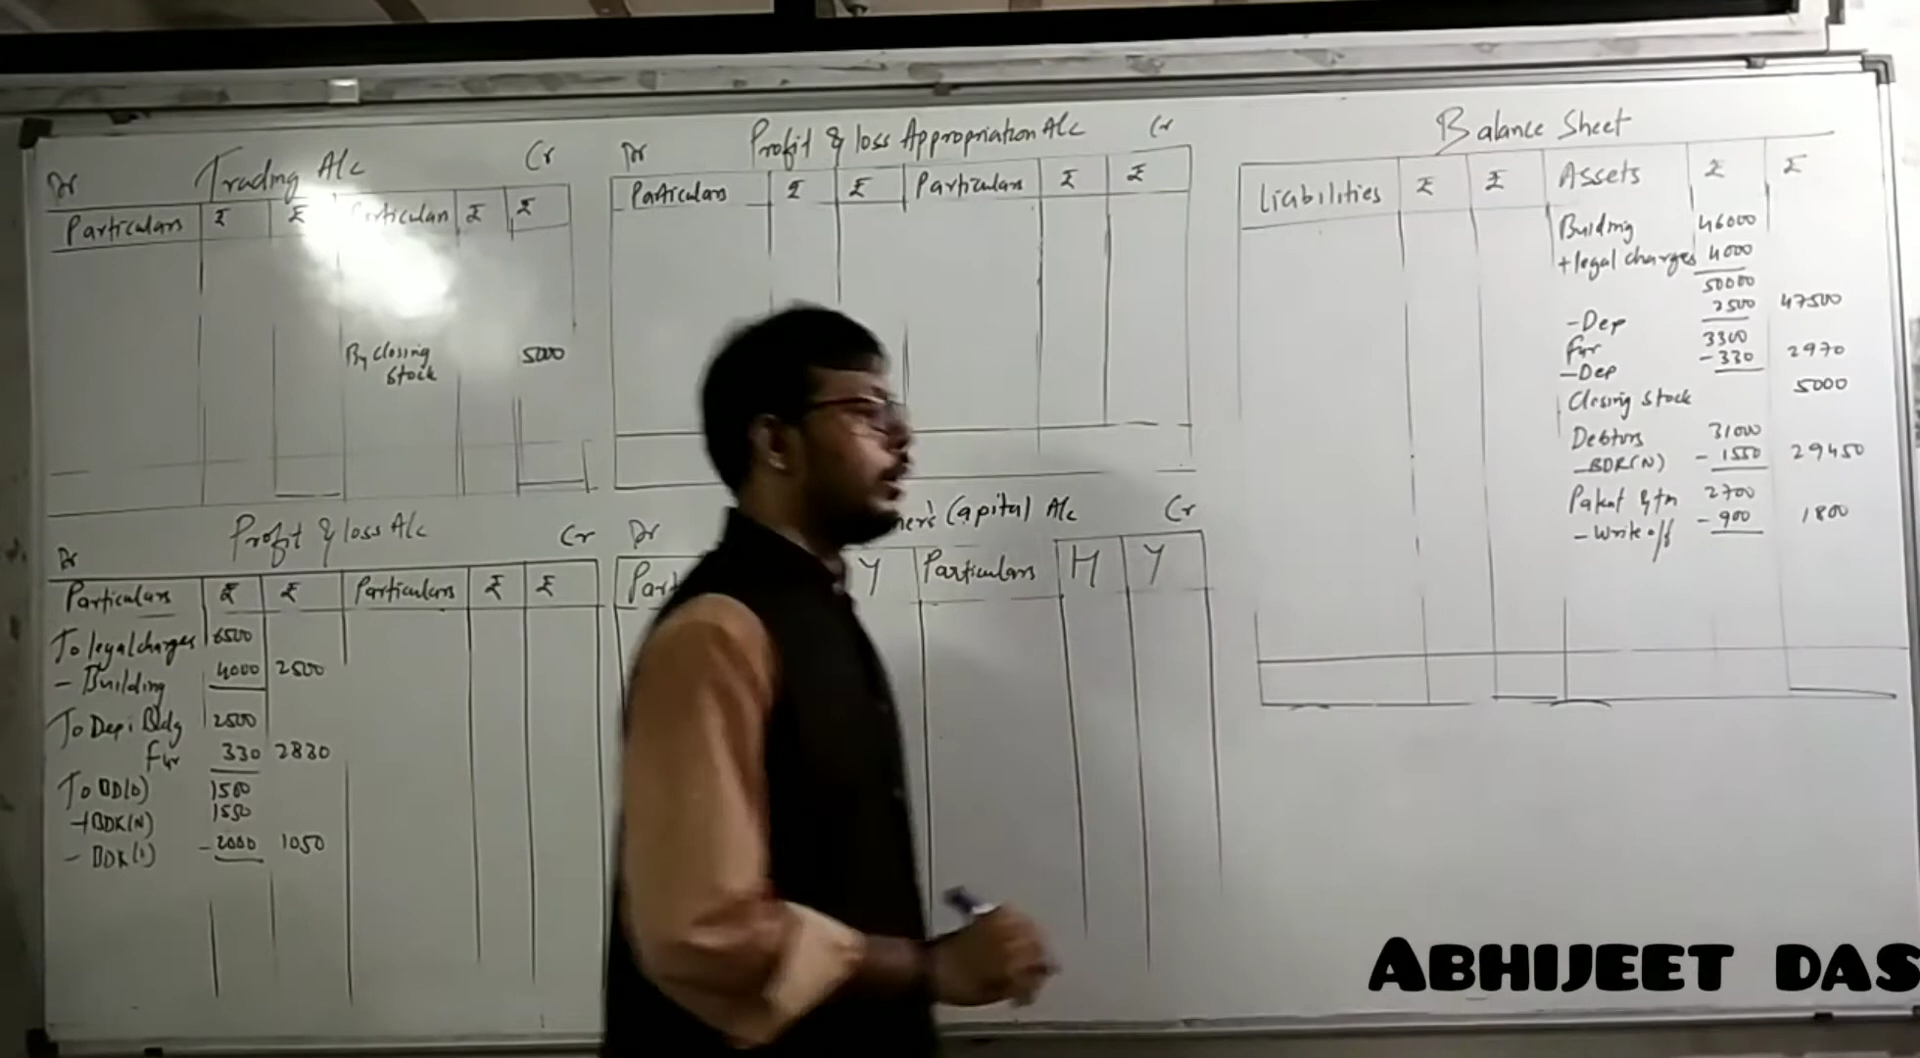 Dr Trading A/c Cr
Particulars ₹ ₹ Particulars ₹ ₹
By closing 5000
stock
Dr Profit & loss Appropriation A/c Cr
Particulars ₹ ₹ Particulars ₹ ₹
Balance Sheet
Liabilities ₹ ₹ Assets ₹ ₹
Building 46000
+ legal charges 4000
50000
- Dep 2500 47500
Fur 3300
- Dep - 330 2970
Closing stock 5000
Debtors 31000
- BDR(N) - 1550 29450
Patent 2700
- Write off - 900 1800
Dr Profit & loss A/c Cr
Particulars ₹ ₹ Particulars ₹ ₹
To legal charges 6500
- Building 4000 2500
To Dep: Bldg 2500
Fur 330 2830
To BD(O) 1500
+ BDR(N) 1550
- BDR( ) - 2000 1050
Dr ner's Capital A/c Cr
Part Y Particulars H Y
ABHIJEET DAS